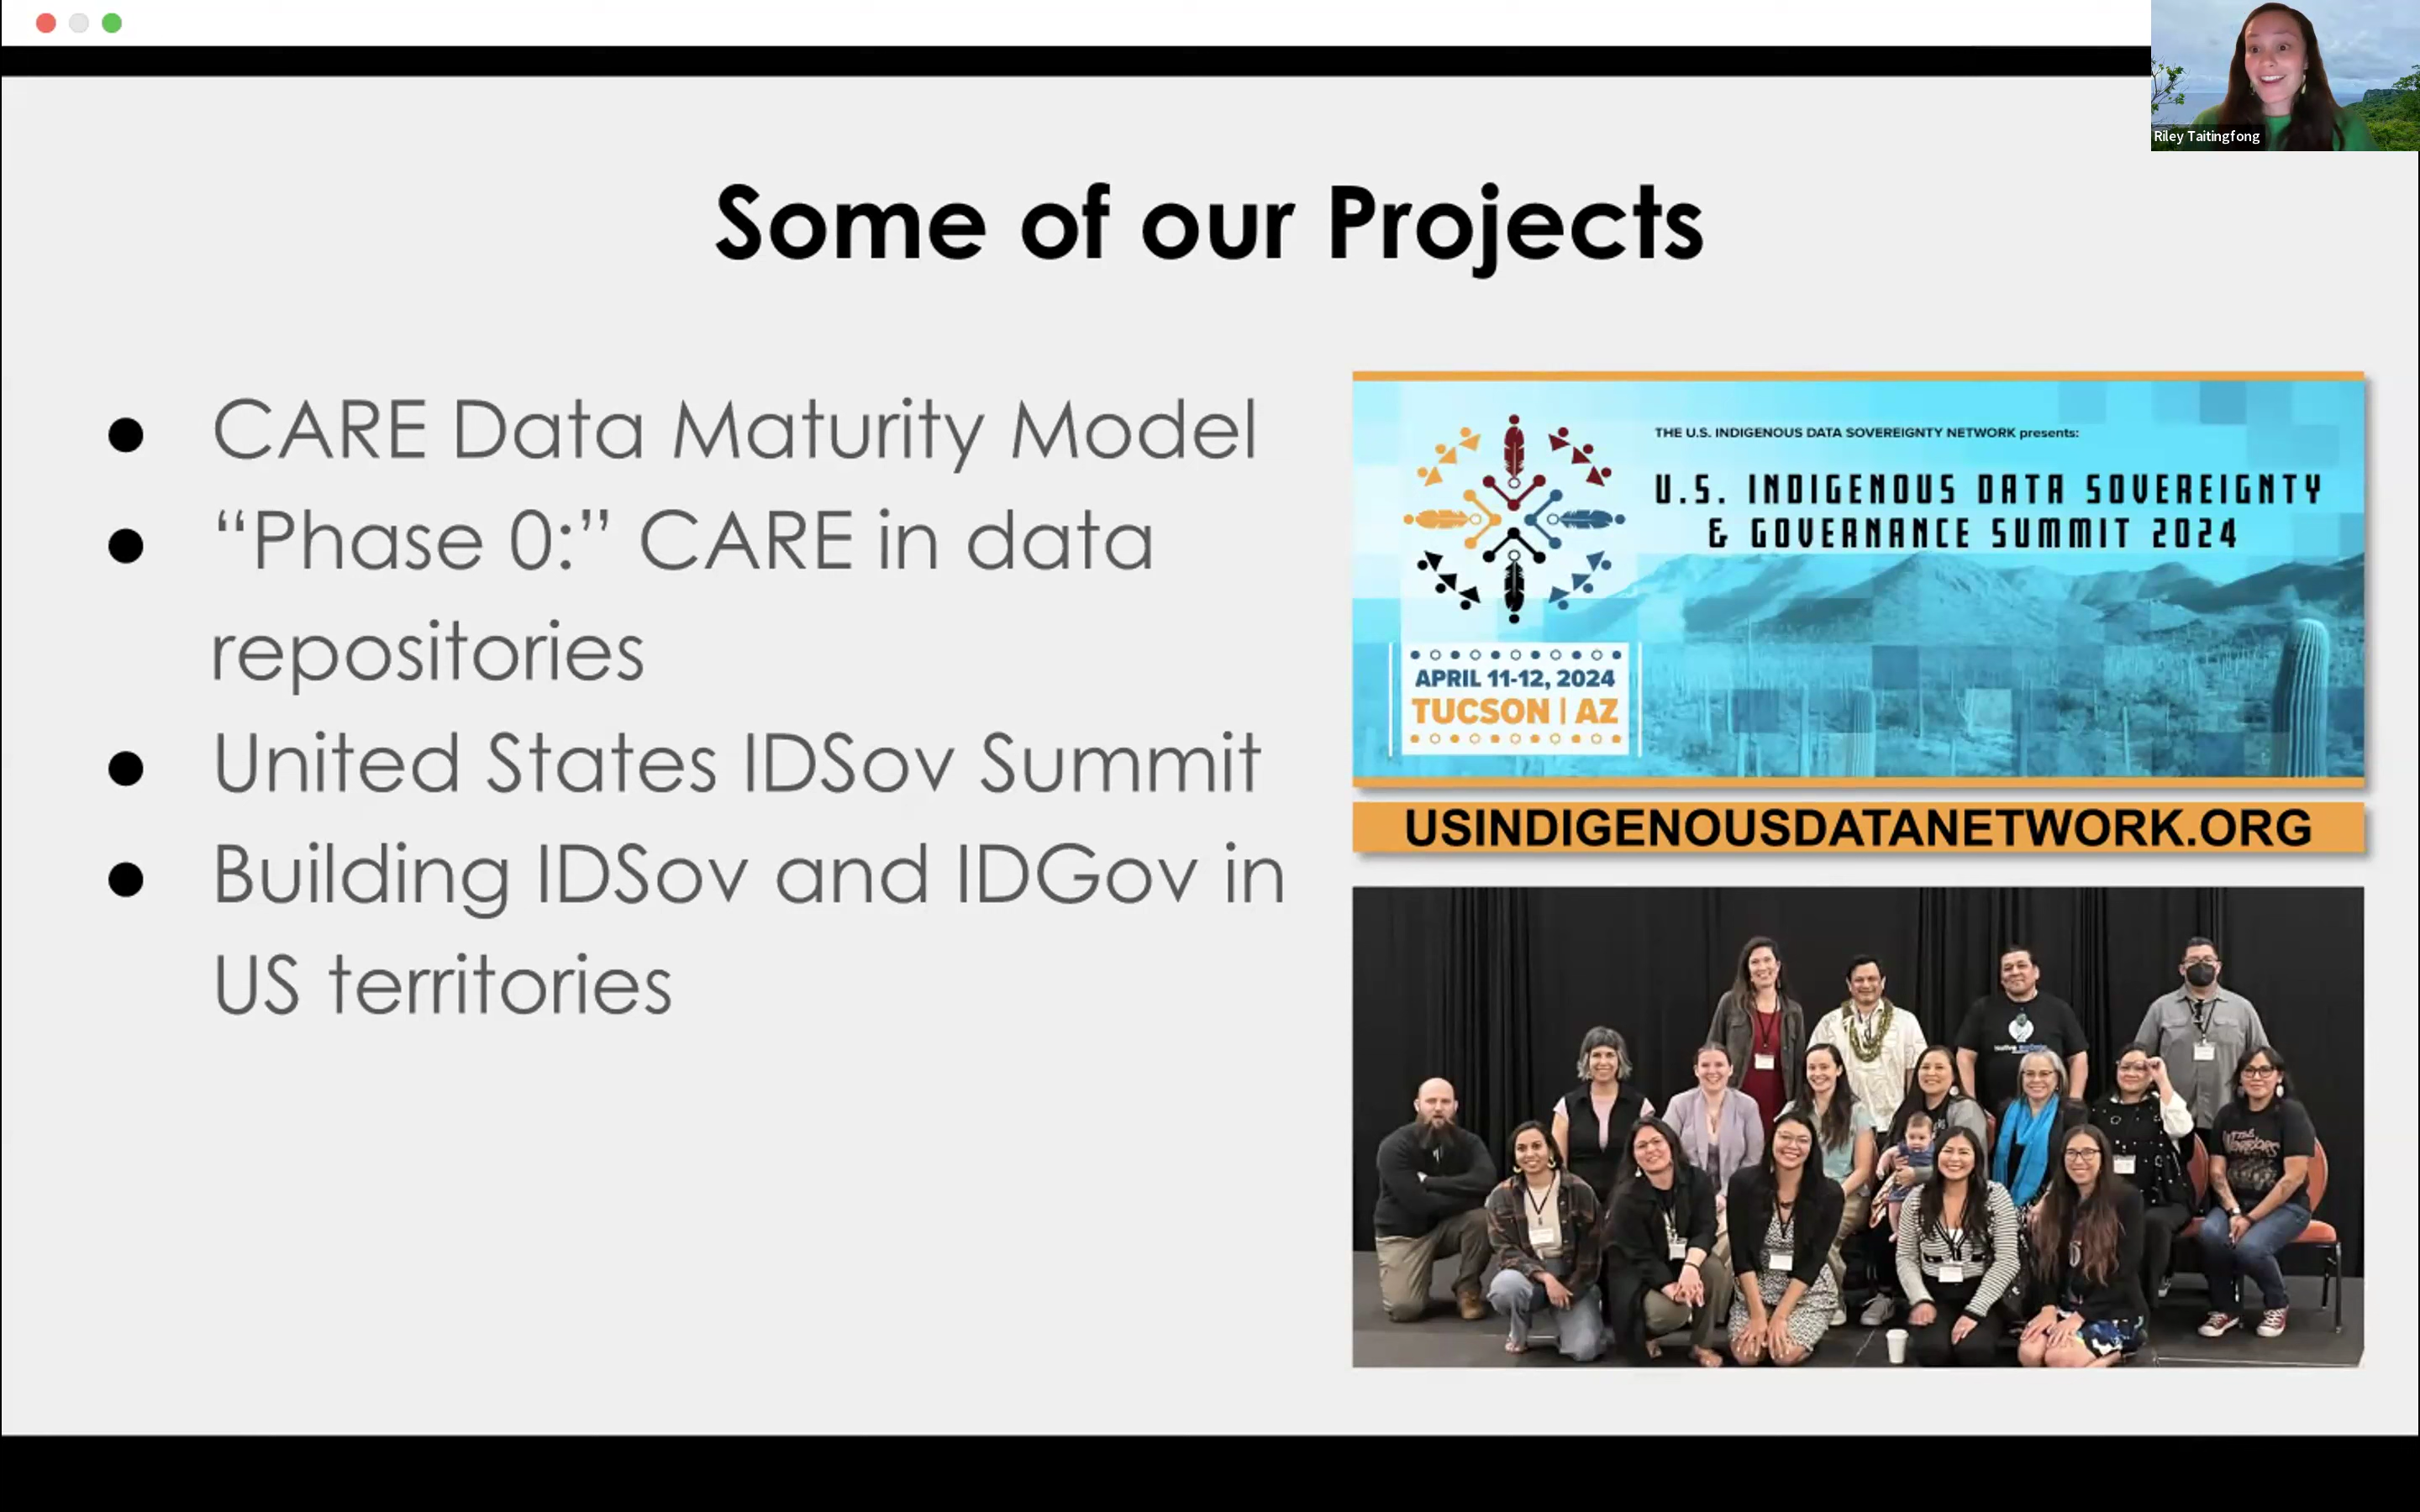 Riley Taitingfong
Some of our Projects
CARE Data Maturity Model
“Phase 0:” CARE in data
repositories
United States IDSov Summit
Building IDSov and IDGov in
US territories
THE U.S. INDIGENOUS DATA SOVEREIGNTY NETWORK presents:
U.S. INDIGENOUS DATA SOVEREIGNTY
& GOVERNANCE SUMMIT 2024
APRIL 11-12, 2024
TUCSON | AZ
USINDIGENOUSDATANETWORK.ORG